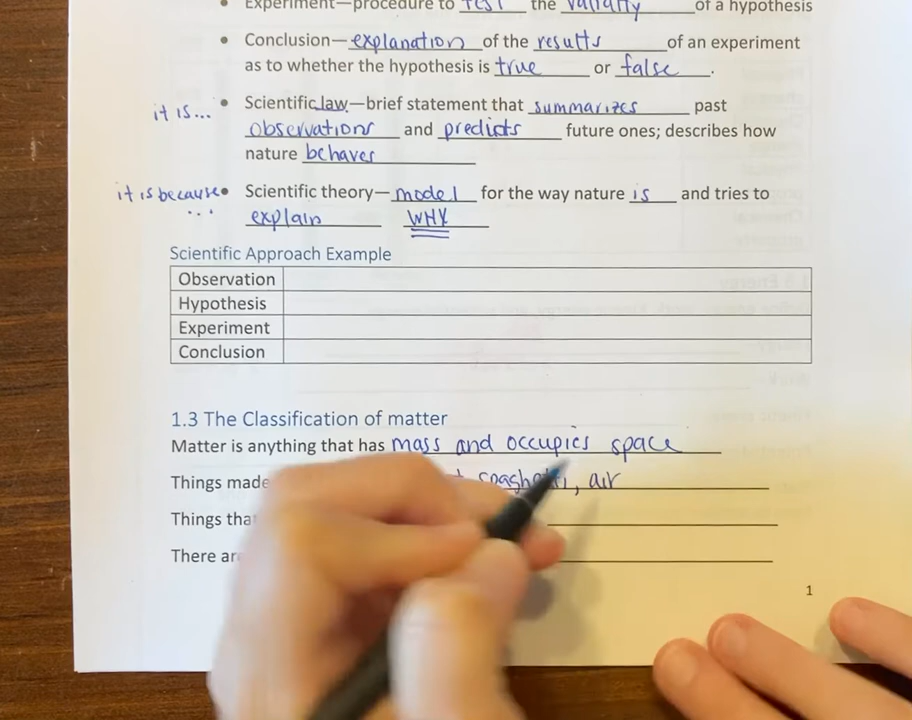 • Experiment—procedure to test the validity of a hypothesis
• Conclusion—explanation of the results of an experiment
as to whether the hypothesis is true or false.
it is... • Scientific law—brief statement that summarizes past
observations and predicts future ones; describes how
nature behaves
it is because... • Scientific theory—model for the way nature is and tries to
explain WHY
Scientific Approach Example
Observation
Hypothesis
Experiment
Conclusion
1.3 The Classification of matter
Matter is anything that has mass and occupies space
Things made spaghetti, air
Things
There
1